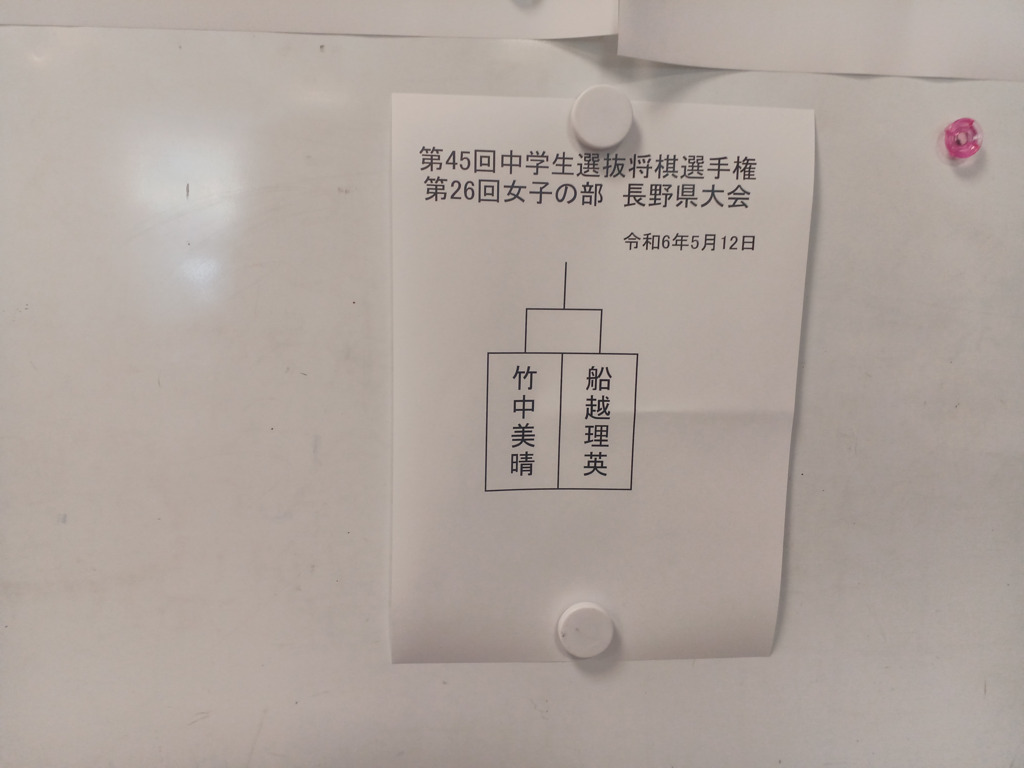 第45回中学生選抜将棋選手権
第26回女子の部　長野県大会
令和6年5月12日
船越理英
竹中美晴